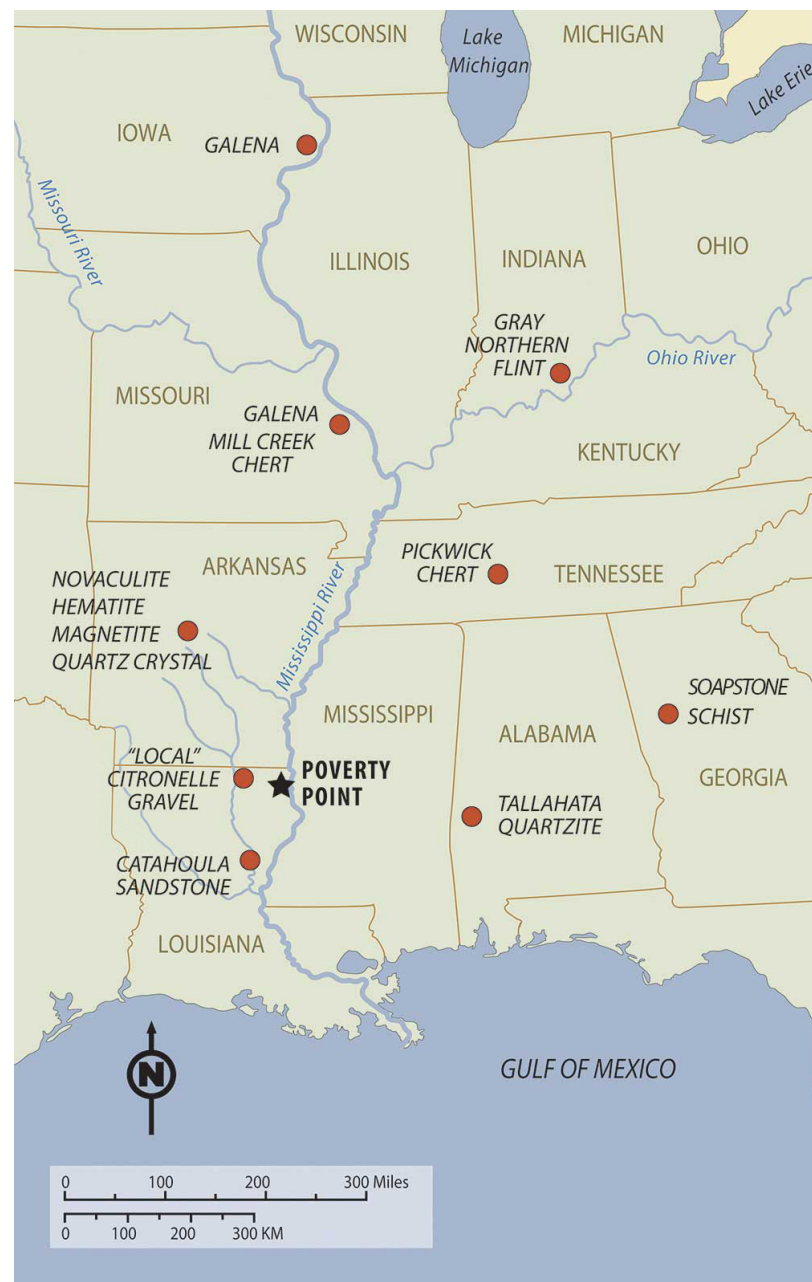 WISCONSIN
Lake
Michigan
MICHIGAN
Lake Erie
IOWA
GALENA
Missouri River
ILLINOIS
INDIANA
OHIO
GRAY
NORTHERN
FLINT
Ohio River
MISSOURI
GALENA
MILL CREEK
CHERT
KENTUCKY
ARKANSAS
Mississippi River
PICKWICK
CHERT
TENNESSEE
NOVACULITE
HEMATITE
MAGNETITE
QUARTZ CRYSTAL
SOAPSTONE
SCHIST
MISSISSIPPI
ALABAMA
GEORGIA
"LOCAL"
CITRONELLE
GRAVEL
POVERTY
POINT
TALLAHATA
QUARTZITE
CATAHOULA
SANDSTONE
LOUISIANA
N
GULF OF MEXICO
0 100 200 300 Miles
0 100 200 300 KM